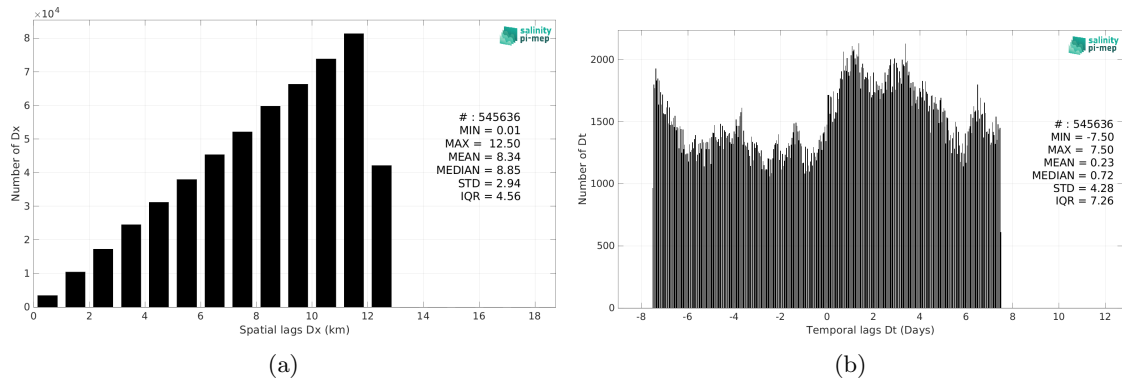 ×10^4
8
7
6
5
4
3
2
1
0
Number of Dx
0 2 4 6 8 10 12 14 16 18
Spatial lags Dx (km)
salinity
pi-mep
# : 545636
MIN = 0.01
MAX = 12.50
MEAN = 8.34
MEDIAN = 8.85
STD = 2.94
IQR = 4.56
(a)
2000
1500
1000
500
0
Number of Dt
-8 -6 -4 -2 0 2 4 6 8 10 12
Temporal lags Dt (Days)
salinity
pi-mep
# : 545636
MIN = -7.50
MAX = 7.50
MEAN = 0.23
MEDIAN = 0.72
STD = 4.28
IQR = 7.26
(b)